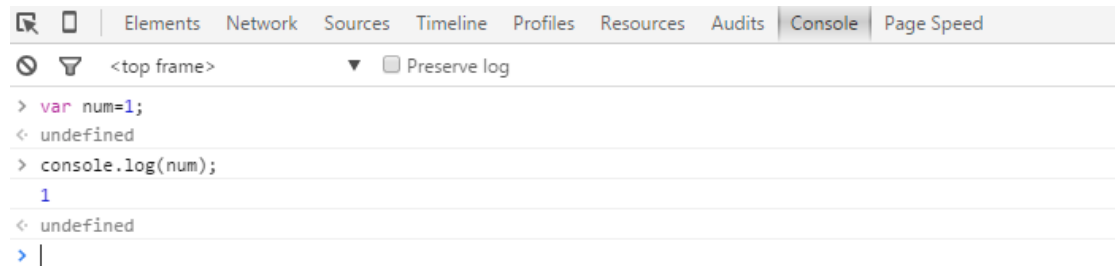 Elements Network Sources Timeline Profiles Resources Audits Console Page Speed
<top frame> ▼ Preserve log
> var num=1;
< undefined
> console.log(num);
1
< undefined
>